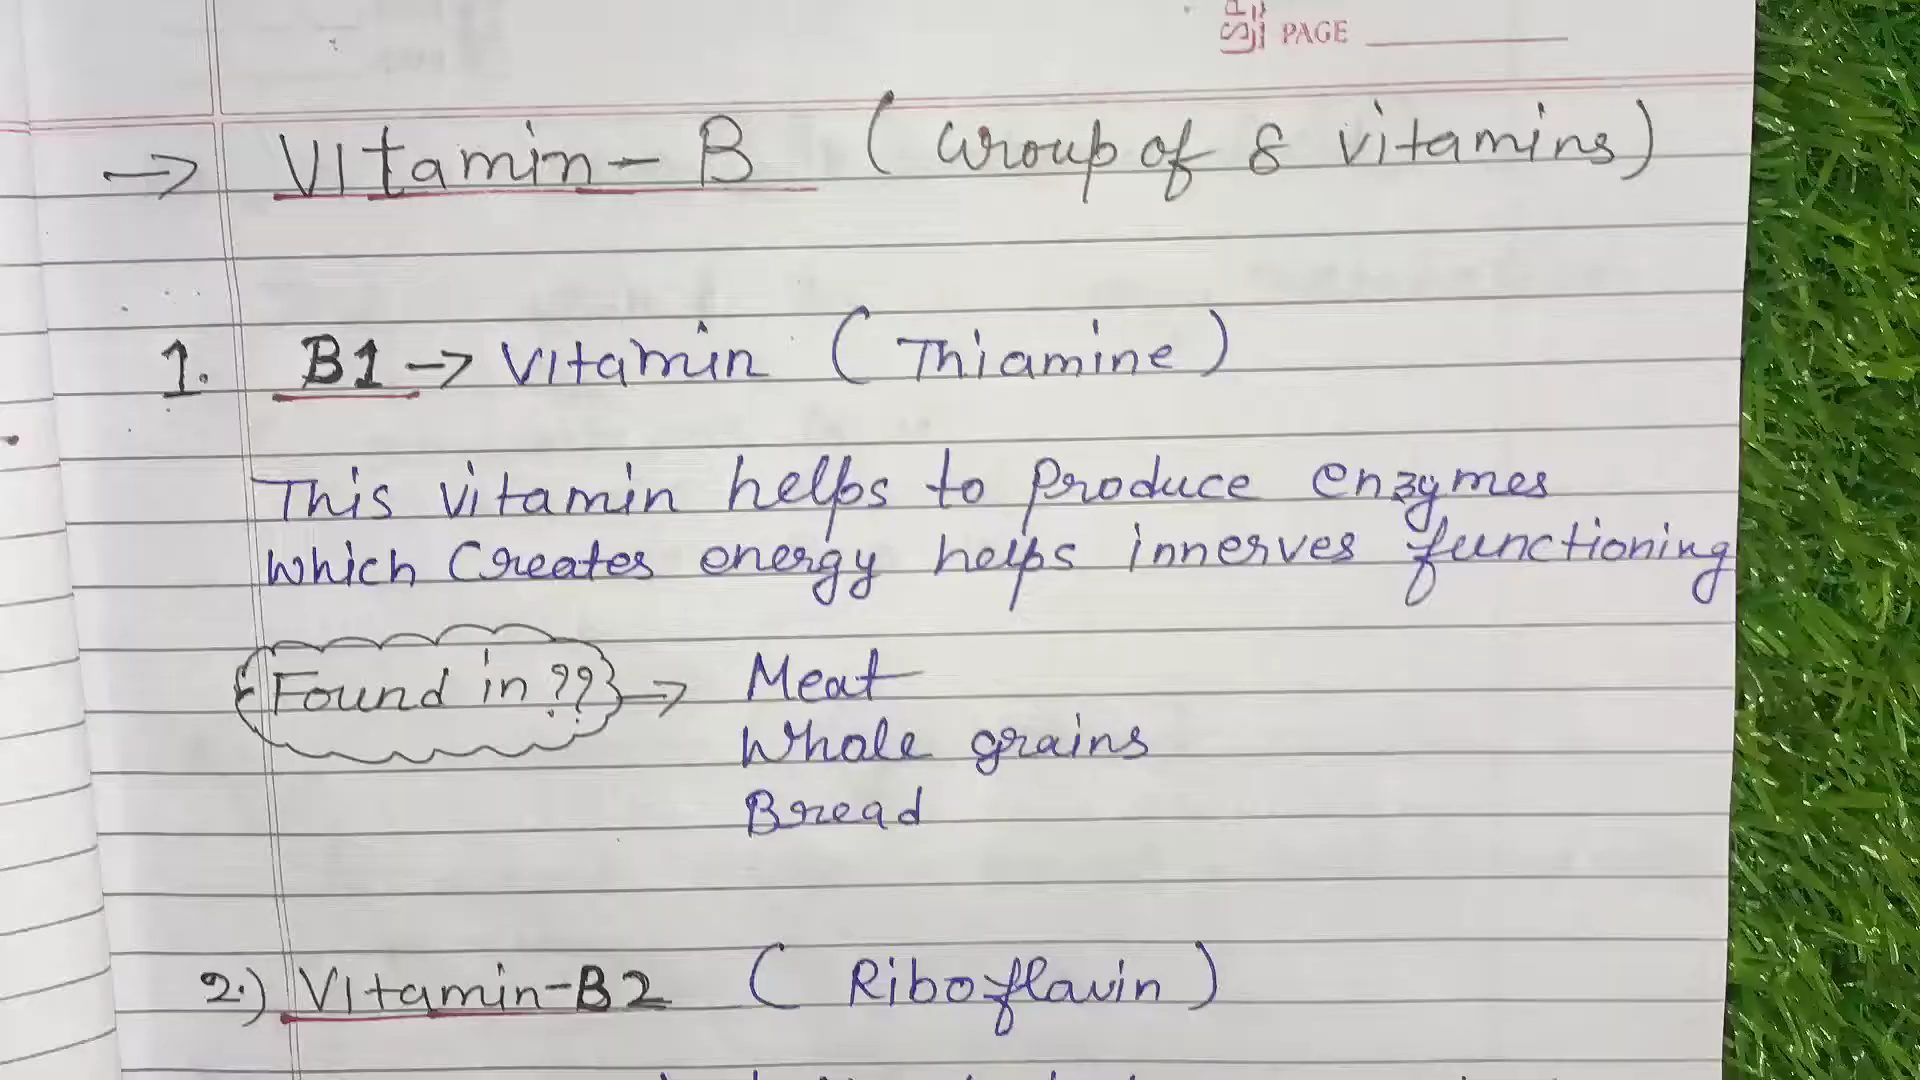 PAGE
→ Vitamin - B (Group of 8 vitamins)
1. B1 → Vitamin (Thiamine)
This vitamin helps to produce enzymes
which creates energy helps innerves functioning
Found in ?? → Meat
Whole grains
Bread
2.) Vitamin-B2 (Riboflavin)